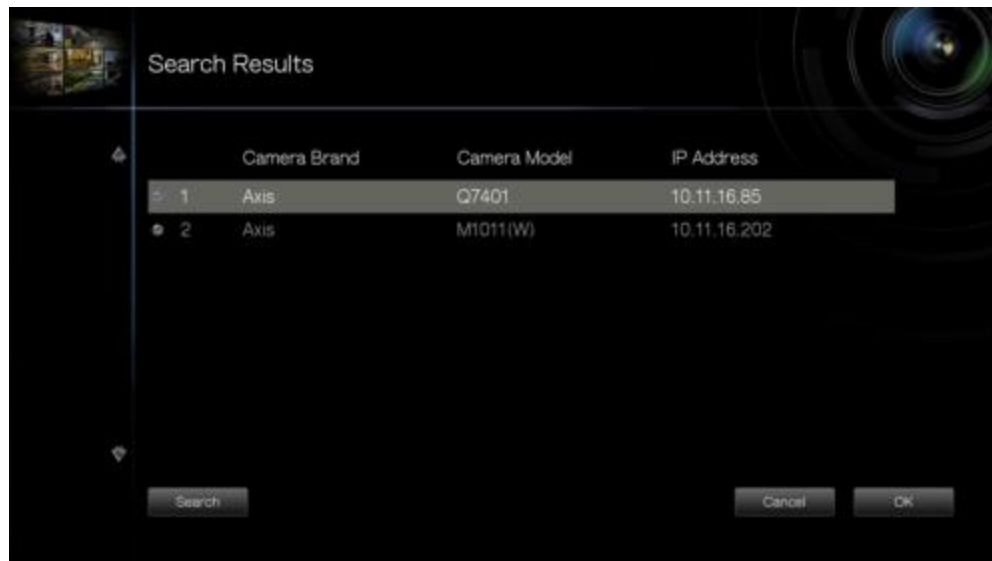 Search Results
Camera Brand Camera Model IP Address
1 Axis Q7401 10.11.16.85
2 Axis M1011(W) 10.11.16.202
Search Cancel OK